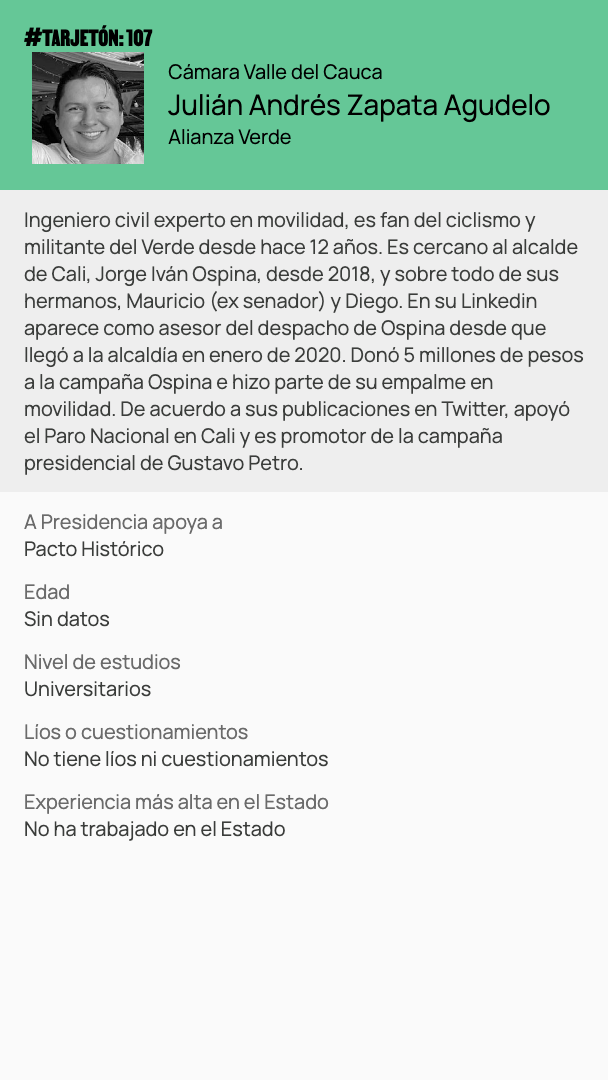 #TARJETÓN: 107
Cámara Valle del Cauca
Julián Andrés Zapata Agudelo
Alianza Verde
Ingeniero civil experto en movilidad, es fan del ciclismo y
militante del Verde desde hace 12 años. Es cercano al alcalde
de Cali, Jorge Iván Ospina, desde 2018, y sobre todo de sus
hermanos, Mauricio (ex senador) y Diego. En su Linkedin
aparece como asesor del despacho de Ospina desde que
llegó a la alcaldía en enero de 2020. Donó 5 millones de pesos
a la campaña Ospina e hizo parte de su empalme en
movilidad. De acuerdo a sus publicaciones en Twitter, apoyó
el Paro Nacional en Cali y es promotor de la campaña
presidencial de Gustavo Petro.
A Presidencia apoya a
Pacto Histórico
Edad
Sin datos
Nivel de estudios
Universitarios
Líos o cuestionamientos
No tiene líos ni cuestionamientos
Experiencia más alta en el Estado
No ha trabajado en el Estado